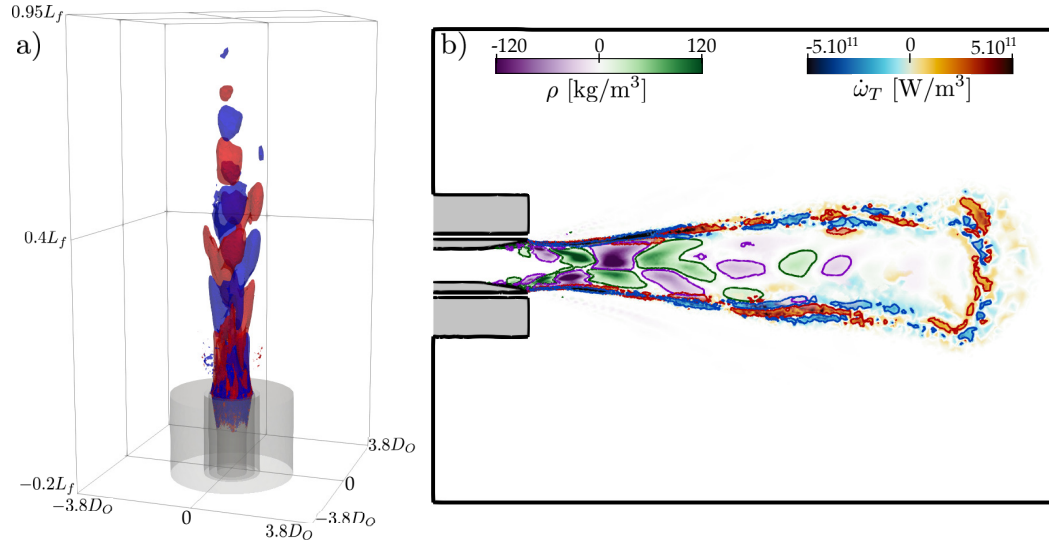 a)
0.95L_f
0.4L_f
−0.2L_f
−3.8D_O
0
3.8D_O
−3.8D_O
0
3.8D_O
b)
-120 0 120
ρ [kg/m³]
-5.10¹¹ 0 5.10¹¹
ω̇_T [W/m³]